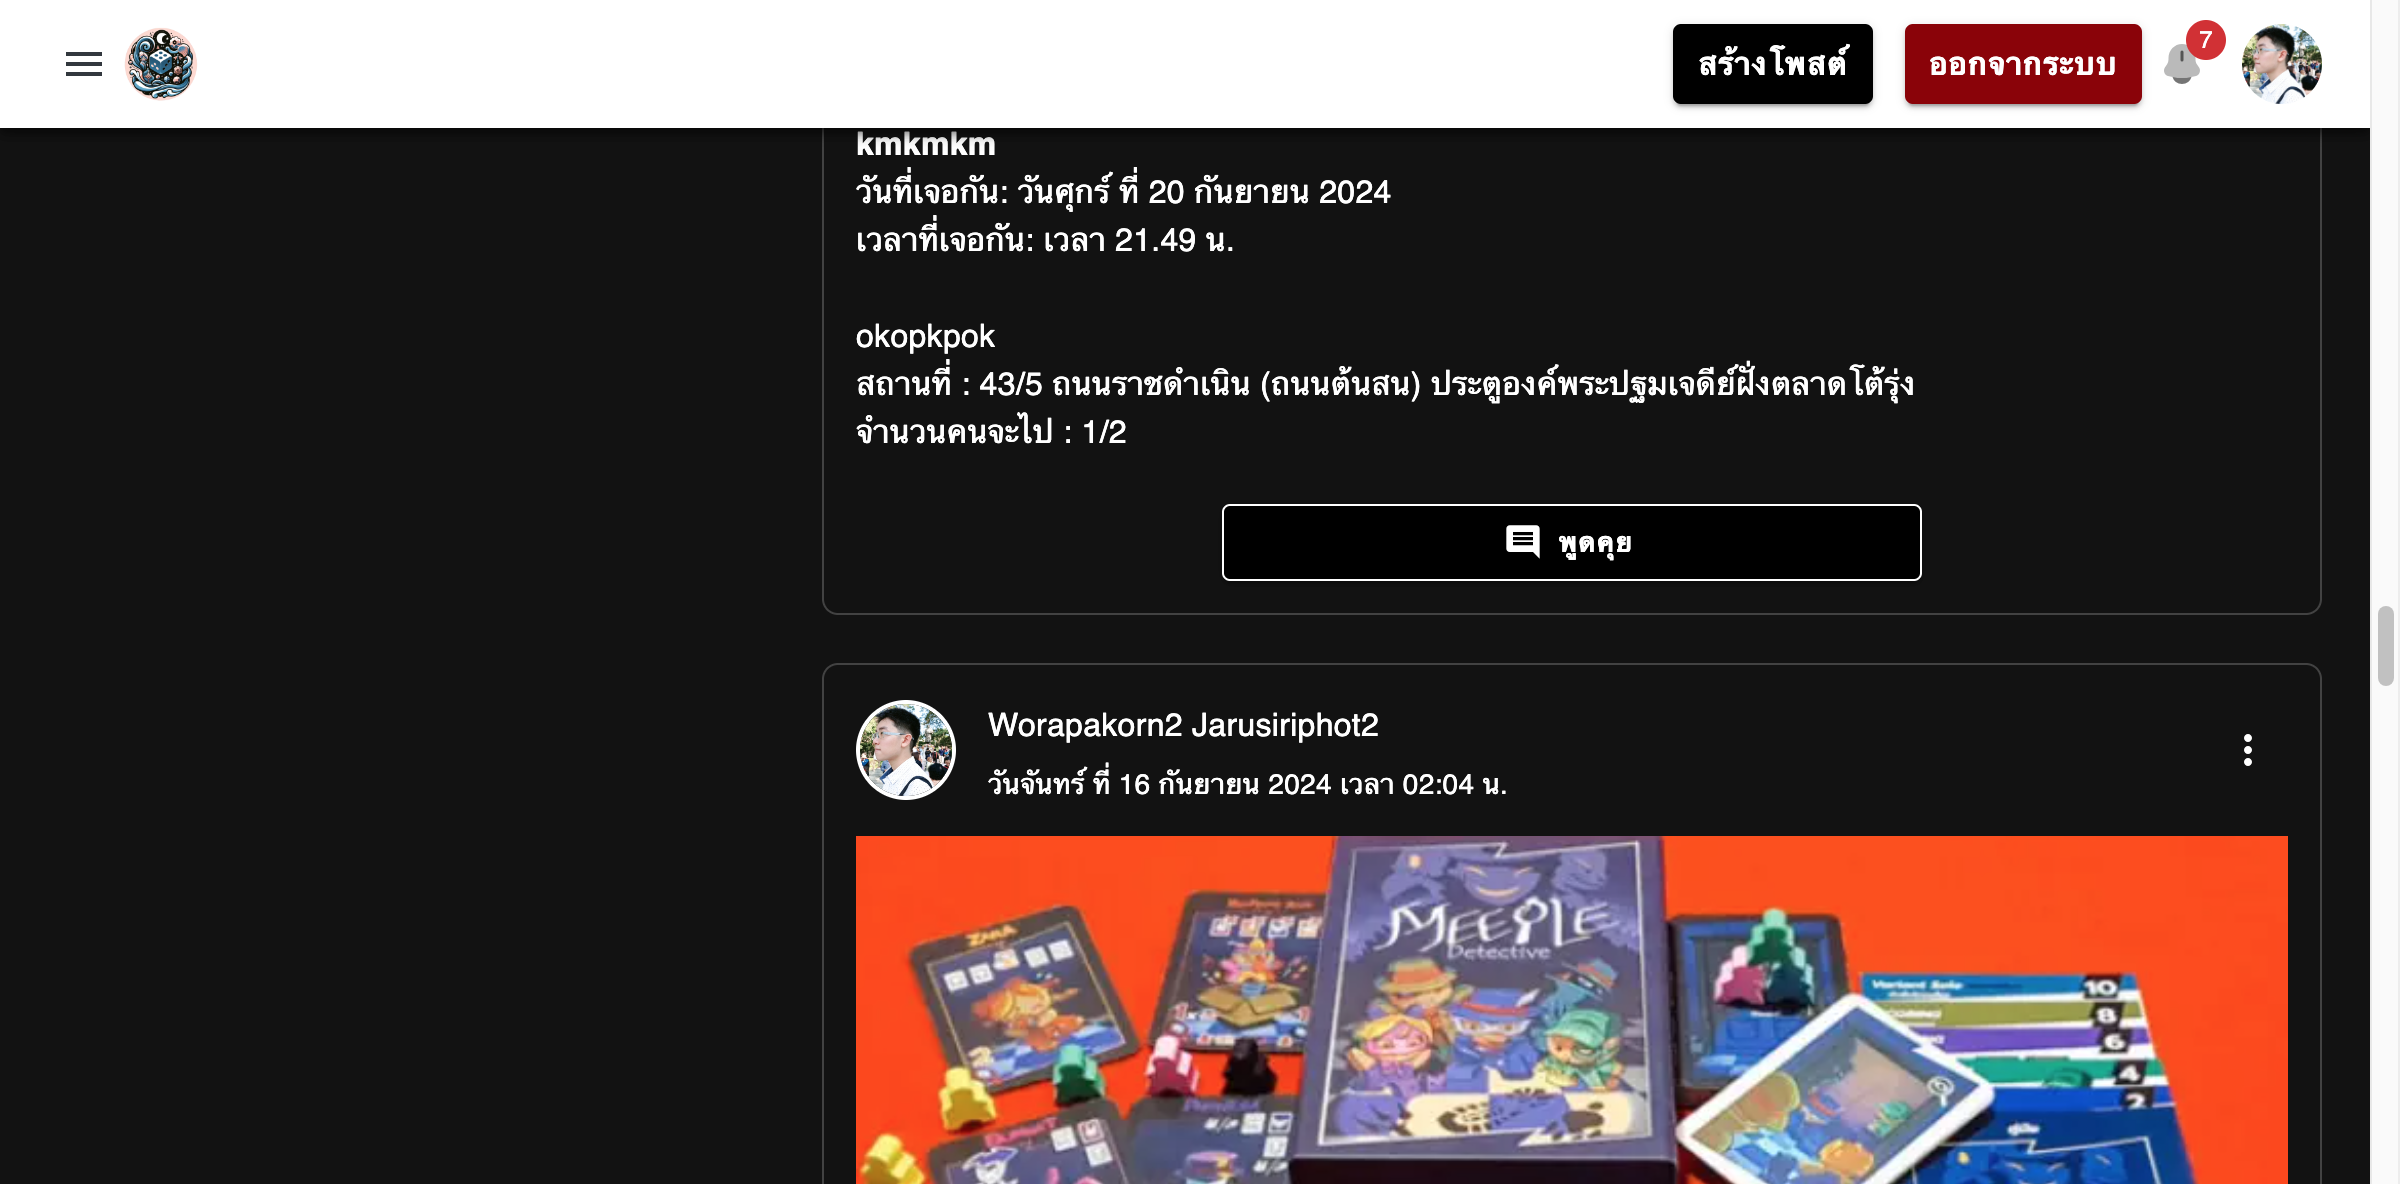 สร้างโพสต์
ออกจากระบบ
7
kmkmkm
วันที่เจอกัน: วันศุกร์ ที่ 20 กันยายน 2024
เวลาที่เจอกัน: เวลา 21.49 น.
okopkpok
สถานที่ : 43/5 ถนนราชดำเนิน (ถนนต้นสน) ประตูองค์พระปฐมเจดีย์ฝั่งตลาดโต้รุ่ง
จำนวนคนจะไป : 1/2
พูดคุย
Worapakorn2 Jarusiriphot2
วันจันทร์ ที่ 16 กันยายน 2024 เวลา 02:04 น.
MEEPLE
Detective
ZARA
Variant Solo
10
8
6
4
2